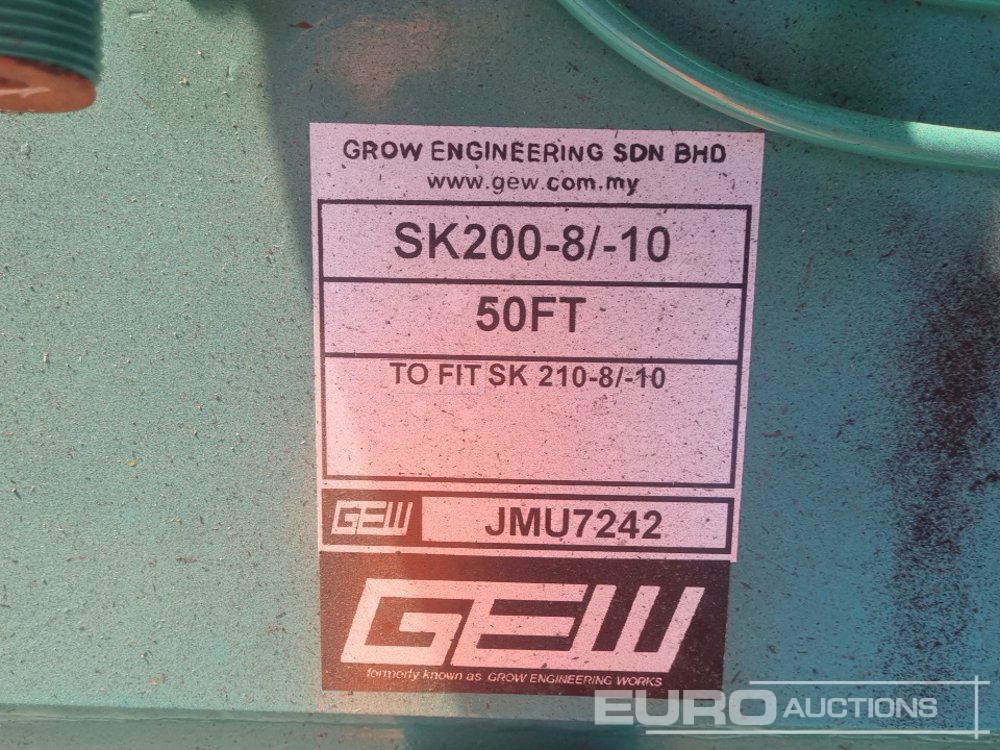 GROW ENGINEERING SDN BHD
www.gew.com.my
SK200-8/-10
50FT
TO FIT SK 210-8/-10
GEW JMU7242
GEW
formerly known as GROW ENGINEERING WORKS
EURO AUCTIONS